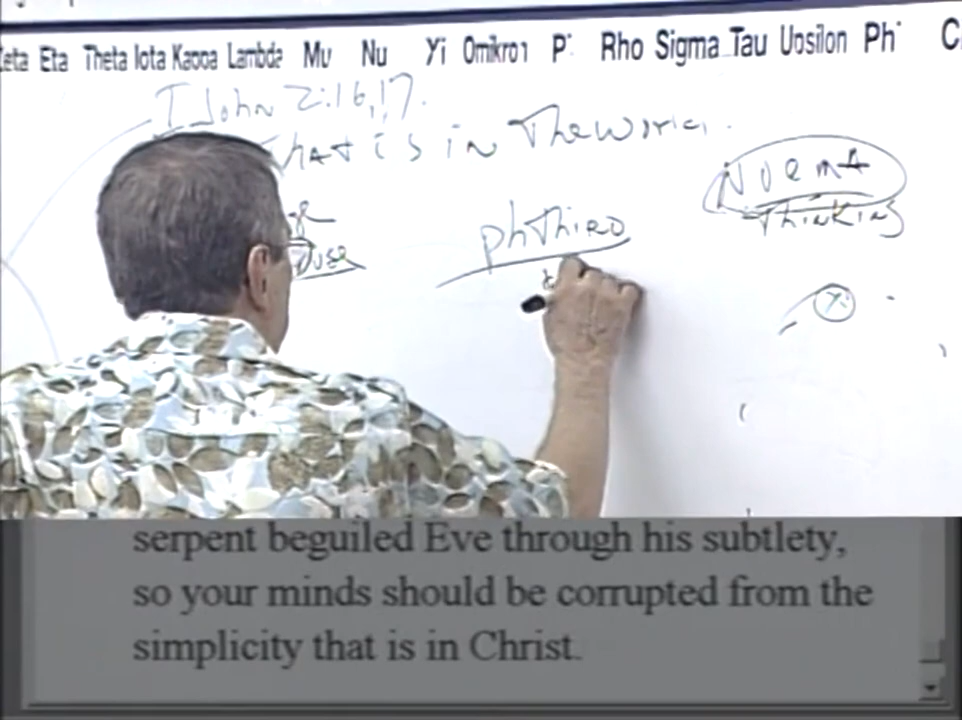 Zeta Eta Theta Iota Kappa Lambda Mu Nu Xi Omikron Pi Rho Sigma Tau Upsilon Phi
I John 2:16,17.
that is in The World.
Noema
Thinking
phThiro
serpent beguiled Eve through his subtlety,
so your minds should be corrupted from the
simplicity that is in Christ.